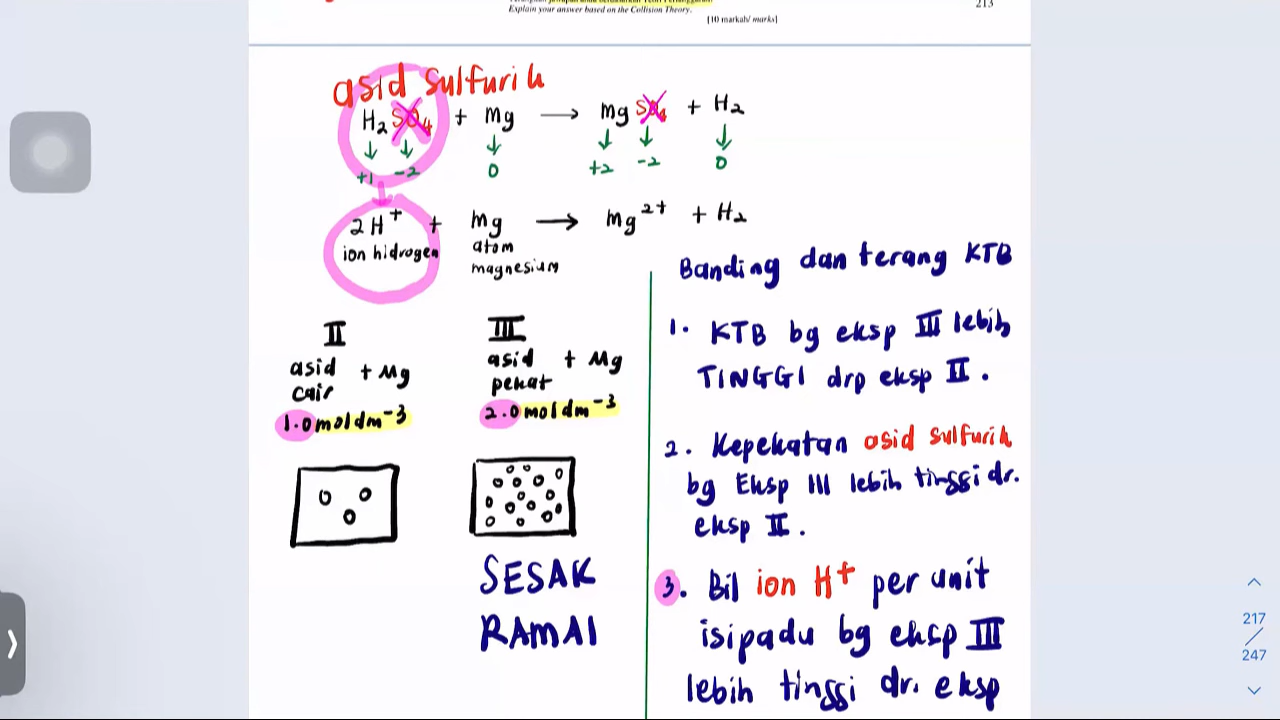 Explain your answer based on the Collision Theory.
[10 markah/ marks]
213
asid sulfurik
H₂SO₄ + Mg → MgSO₄ + H₂
+1 -2 0 +2 -2 0
2H⁺ + Mg → Mg²⁺ + H₂
ion hidrogen
atom
magnesium
II
asid
cair + Mg
1.0 mol dm⁻³
III
asid
pekat + Mg
2.0 mol dm⁻³
SESAK
RAMAI
Banding dan terang KTB
1. KTB bg eksp III lebih
TINGGI drp eksp II.
2. Kepekatan asid sulfurik
bg Eksp III lebih tinggi dr.
eksp II.
3. Bil ion H⁺ per unit
isipadu bg eksp III
lebih tinggi dr. eksp
217
247